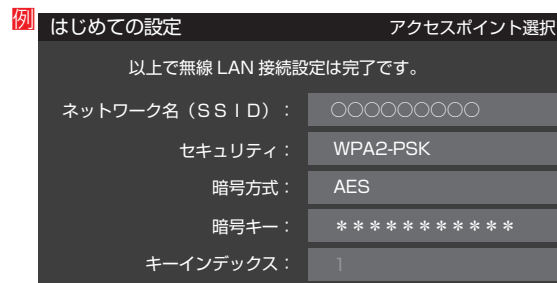 例
はじめての設定 アクセスポイント選択
以上で無線 LAN 接続設定は完了です。
ネットワーク名（ＳＳＩＤ）： ○○○○○○○○○
セキュリティ： WPA2-PSK
暗号方式： AES
暗号キー： ＊＊＊＊＊＊＊＊＊＊＊
キーインデックス： 1